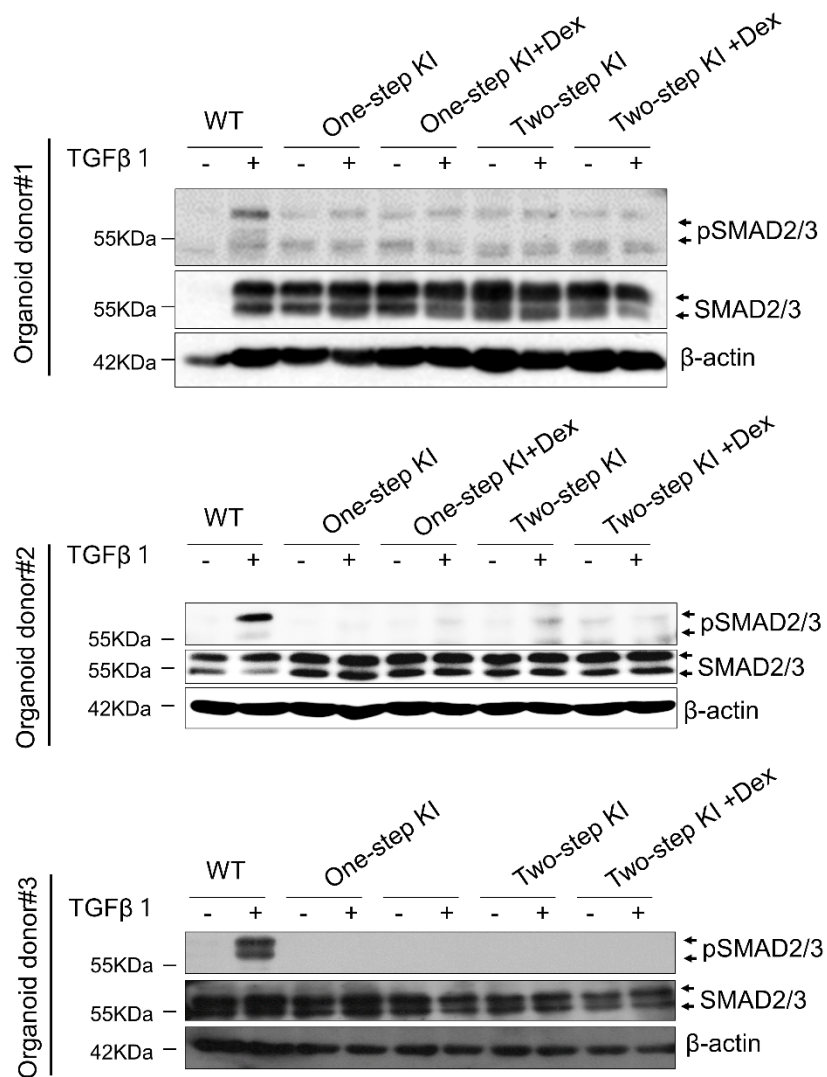 WT One-step KI One-step KI+Dex Two-step KI Two-step KI +Dex
Organoid donor#1
TGFβ 1 - + - + - + - + - +
55KDa pSMAD2/3
55KDa SMAD2/3
42KDa β-actin
WT One-step KI One-step KI+Dex Two-step KI Two-step KI +Dex
Organoid donor#2
TGFβ 1 - + - + - + - + - +
55KDa pSMAD2/3
55KDa SMAD2/3
42KDa β-actin
WT One-step KI Two-step KI Two-step KI +Dex
Organoid donor#3
TGFβ 1 - + - + - + - + - +
55KDa pSMAD2/3
55KDa SMAD2/3
42KDa β-actin